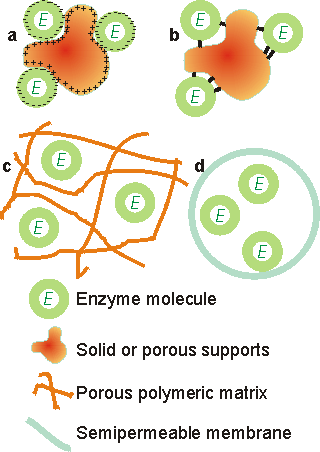 a
E
E
E
b
E
E
E
c
E
E
E
d
E
E
E
E
Enzyme molecule
Solid or porous supports
Porous polymeric matrix
Semipermeable membrane